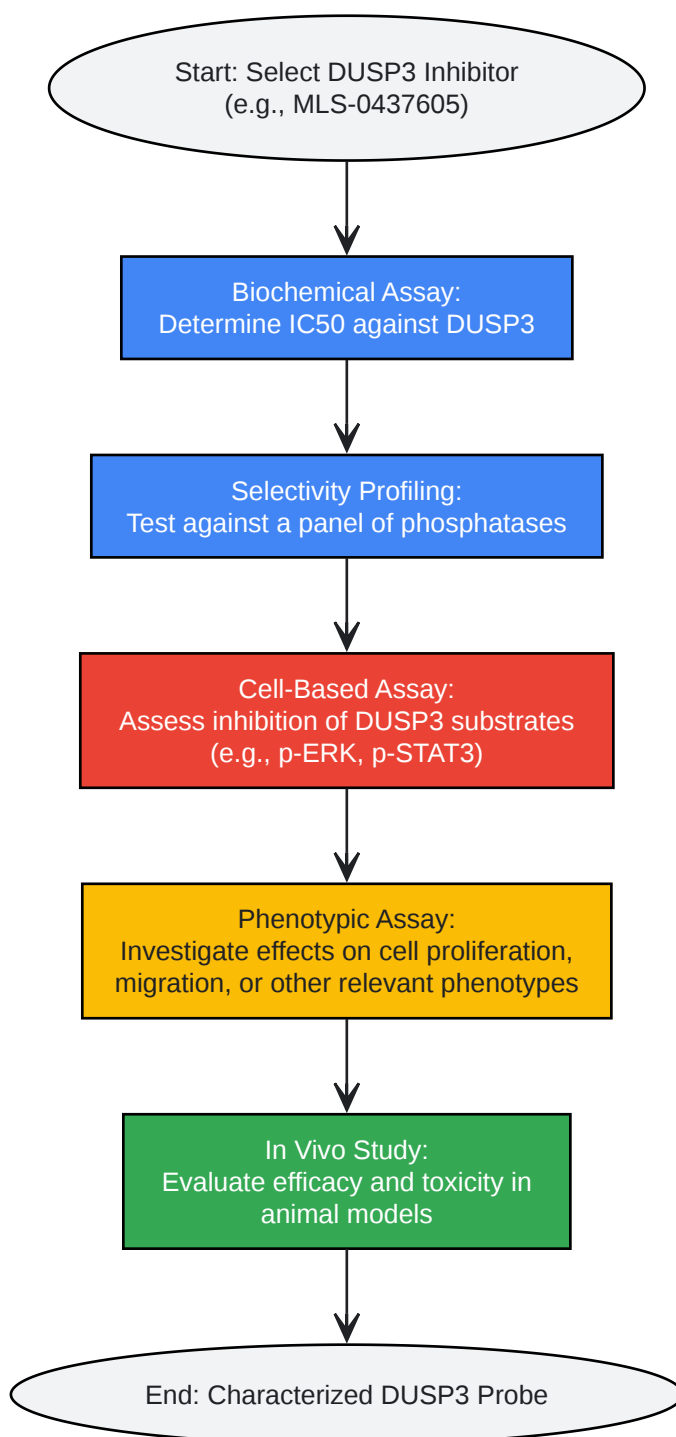 Start: Select DUSP3 Inhibitor
(e.g., MLS-0437605)
Biochemical Assay:
Determine IC50 against DUSP3
Selectivity Profiling:
Test against a panel of phosphatases
Cell-Based Assay:
Assess inhibition of DUSP3 substrates
(e.g., p-ERK, p-STAT3)
Phenotypic Assay:
Investigate effects on cell proliferation,
migration, or other relevant phenotypes
In Vivo Study:
Evaluate efficacy and toxicity in
animal models
End: Characterized DUSP3 Probe